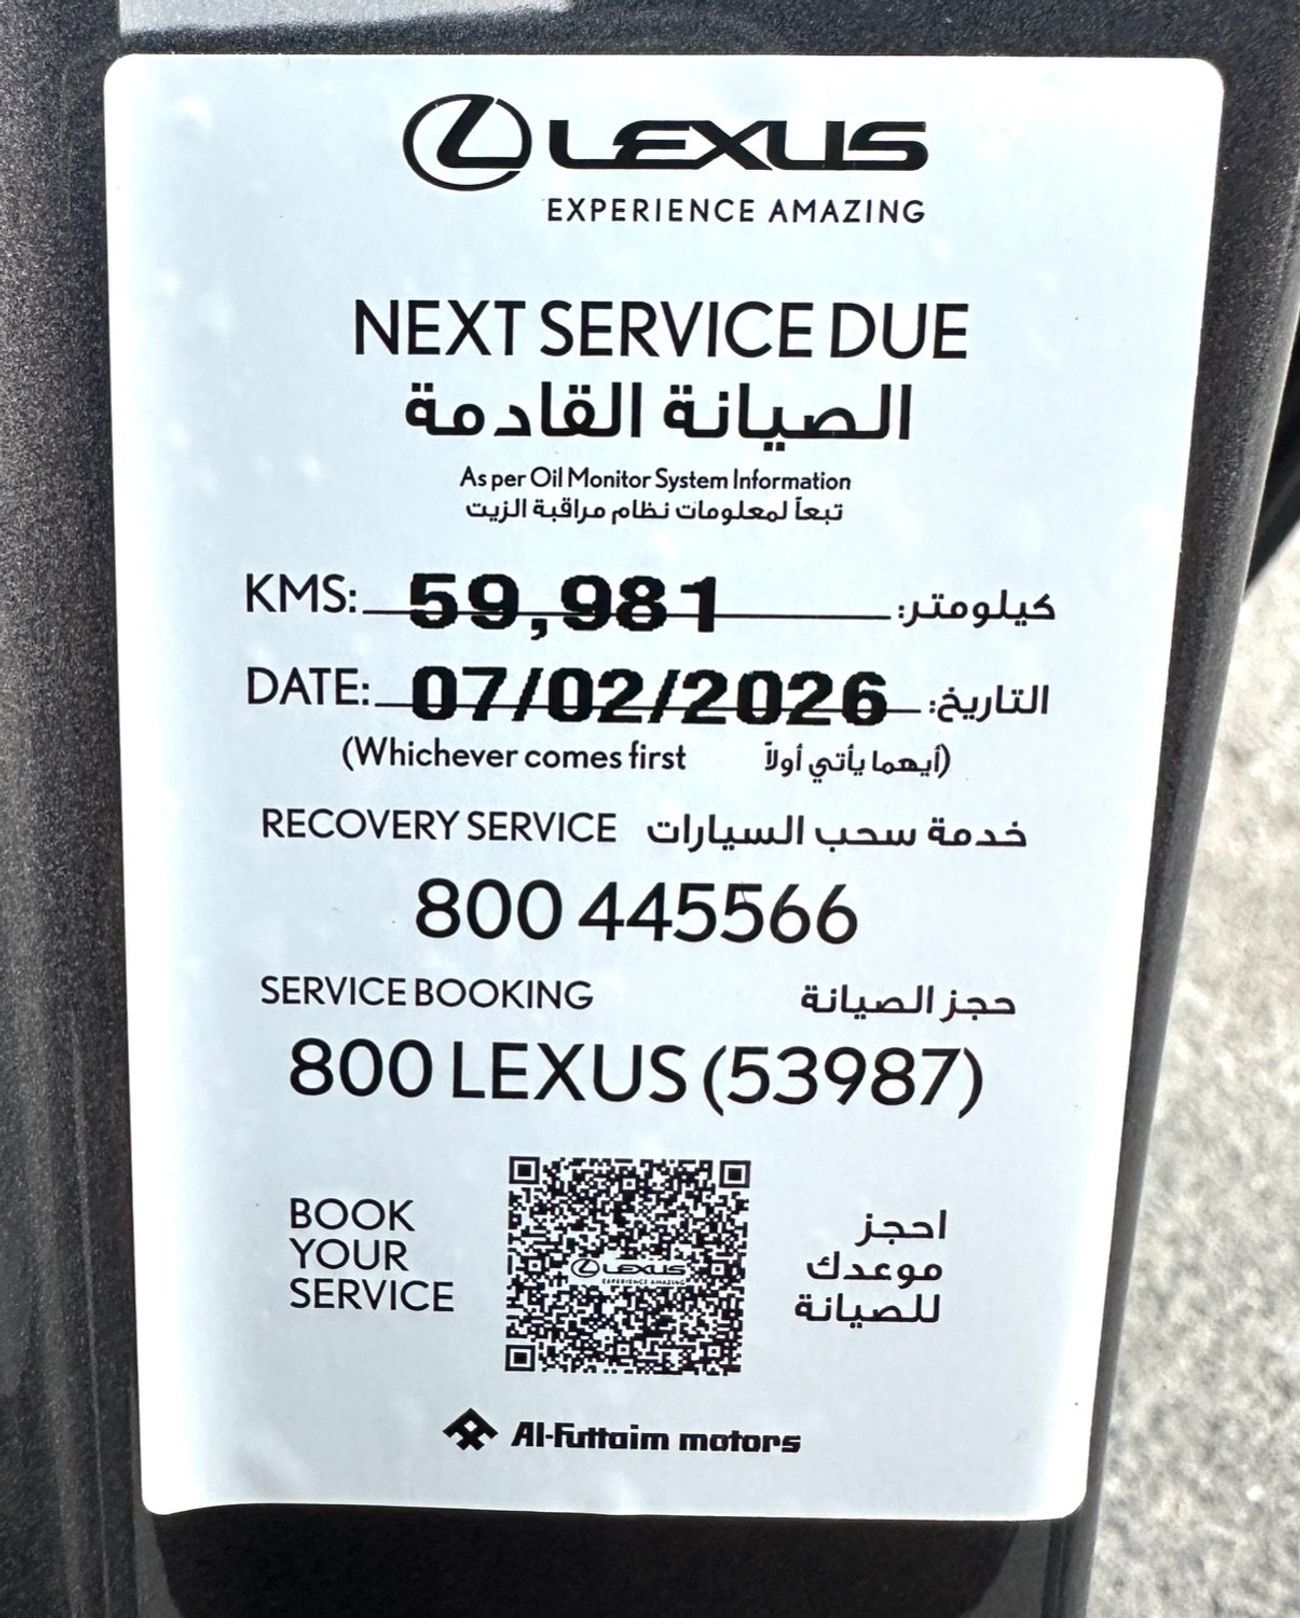 LEXUS
EXPERIENCE AMAZING
NEXT SERVICE DUE
الصيانة القادمة
As per Oil Monitor System Information
تبعاً لمعلومات نظام مراقبة الزيت
KMS: 59,981 كيلومتر:
DATE: 07/02/2026 التاريخ:
(Whichever comes first أيهما يأتي أولاً)
RECOVERY SERVICE خدمة سحب السيارات
800 445566
SERVICE BOOKING حجز الصيانة
800 LEXUS (53987)
BOOK
YOUR
SERVICE
LEXUS
EXPERIENCE AMAZING
احجز
موعدك
للصيانة
Al-Futtaim motors